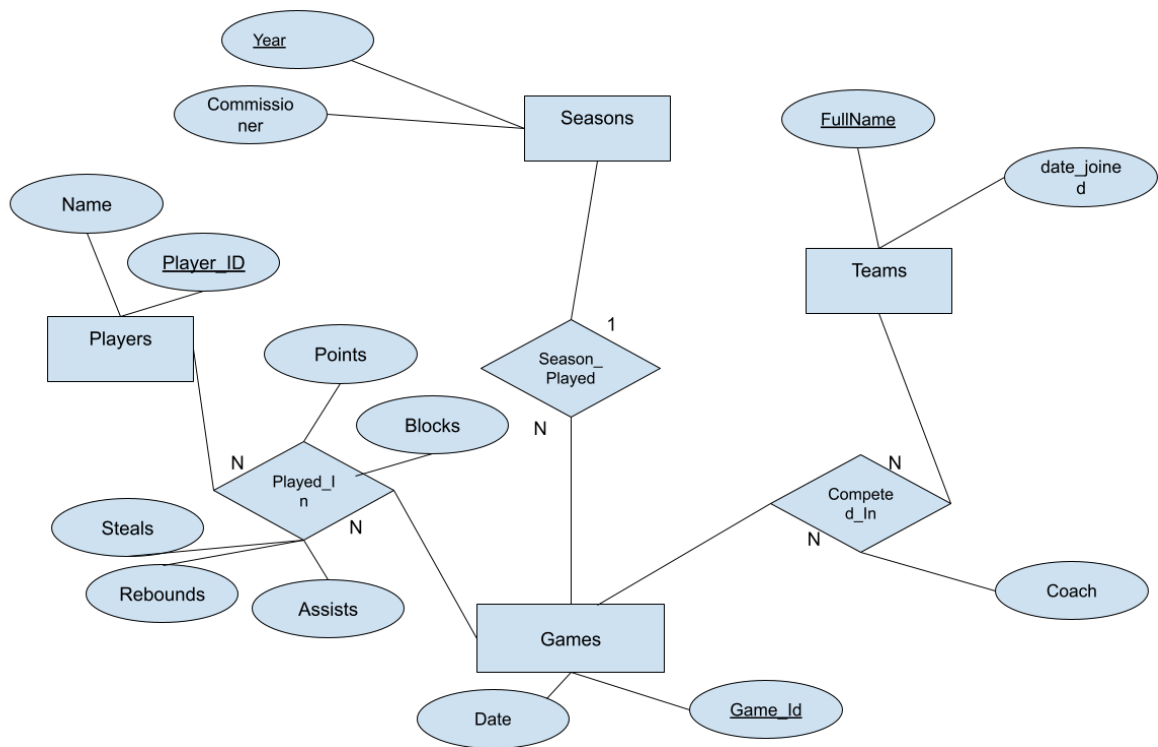 Year
Commissio
ner
Seasons
FullName
date_joine
d
Name
Player_ID
Teams
Players
Points
1
Season_
Played
Blocks
N
N
Played_I
n
N
N
Compete
d_In
N
Steals
Rebounds
Assists
Coach
Games
Date
Game_Id